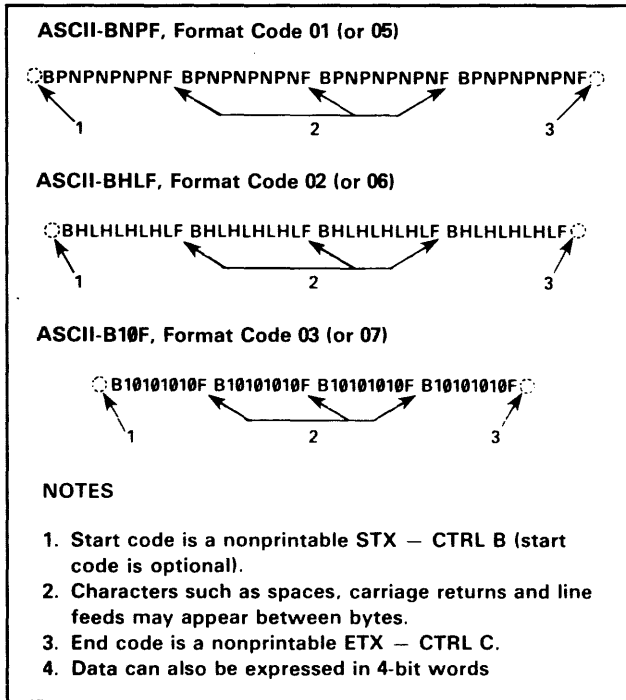 ASCII-BNPF, Format Code 01 (or 05)
BPNPNPNPNF BPNPNPNPNF BPNPNPNPNF BPNPNPNPNF
1 2 3
ASCII-BHLF, Format Code 02 (or 06)
BHLHLHLHLF BHLHLHLHLF BHLHLHLHLF BHLHLHLHLF
1 2 3
ASCII-B10F, Format Code 03 (or 07)
B10101010F B10101010F B10101010F B10101010F
1 2 3
NOTES
1. Start code is a nonprintable STX — CTRL B (start
code is optional).
2. Characters such as spaces, carriage returns and line
feeds may appear between bytes.
3. End code is a nonprintable ETX — CTRL C.
4. Data can also be expressed in 4-bit words